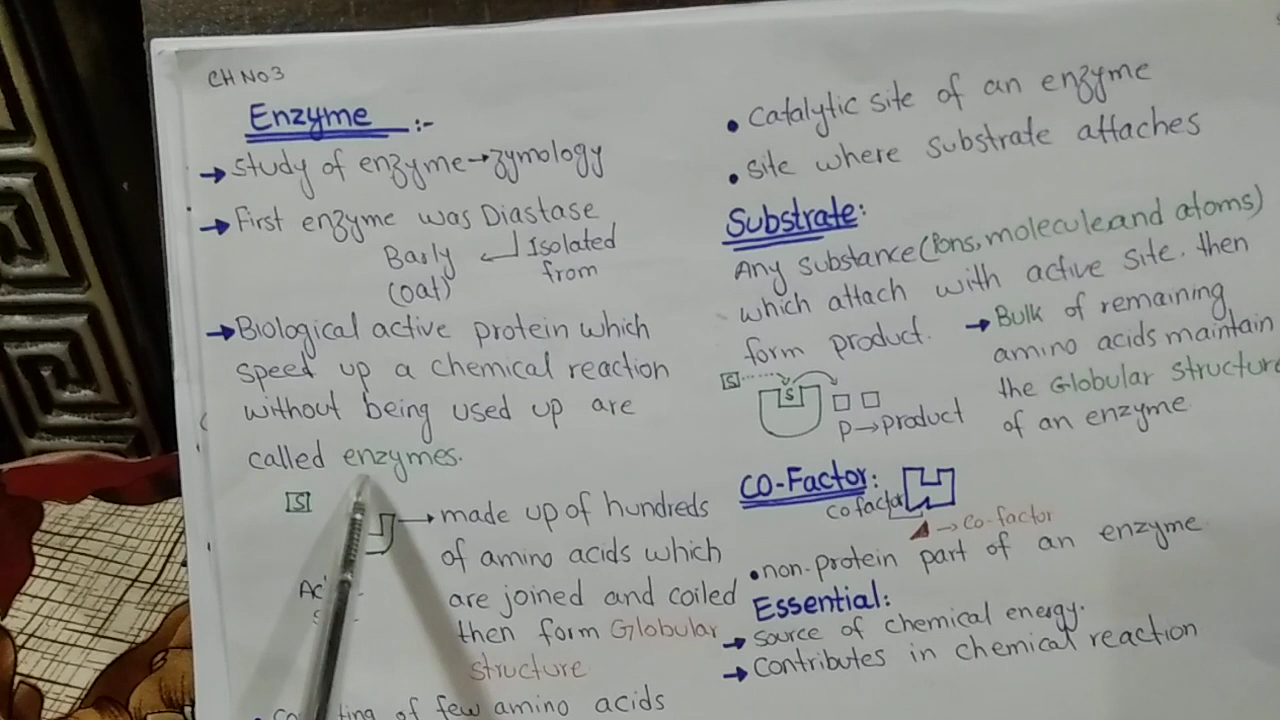 CH NO3
Enzyme :-
→ study of enzyme → zymology
→ First enzyme was Diastase
Barly Isolated
(oat) from
→ Biological active protein which
speed up a chemical reaction
without being used up are
called enzymes.
S
→ made up of hundreds
of amino acids which
are joined and coiled
then form Globular
structure
of few amino acids
• Catalytic site of an enzyme
• site where substrate attaches
Substrate:
Any substance (Ions, molecule and atoms)
which attach with active site. then
form product.
→ Bulk of remaining
amino acids maintain
the Globular structure
of an enzyme
S
S
P → product
CO-Factor:
cofactor
→ Co-factor
• non-protein part of an enzyme
Essential:
→ source of chemical energy.
→ Contributes in chemical reaction